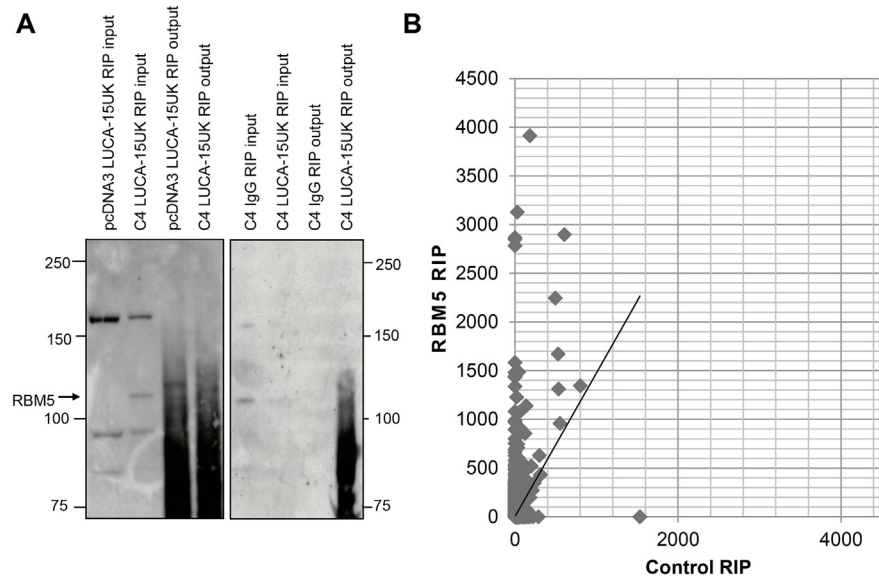 A
pcDNA3 LUCA-15UK RIP input
C4 LUCA-15UK RIP input
pcDNA3 LUCA-15UK RIP output
C4 LUCA-15UK RIP output
C4 IgG RIP input
C4 LUCA-15UK RIP input
C4 IgG RIP output
C4 LUCA-15UK RIP output
250
150
RBM5
100
75
250
150
100
75
B
RBM5 RIP
4500
4000
3500
3000
2500
2000
1500
1000
500
0
0 2000 4000
Control RIP